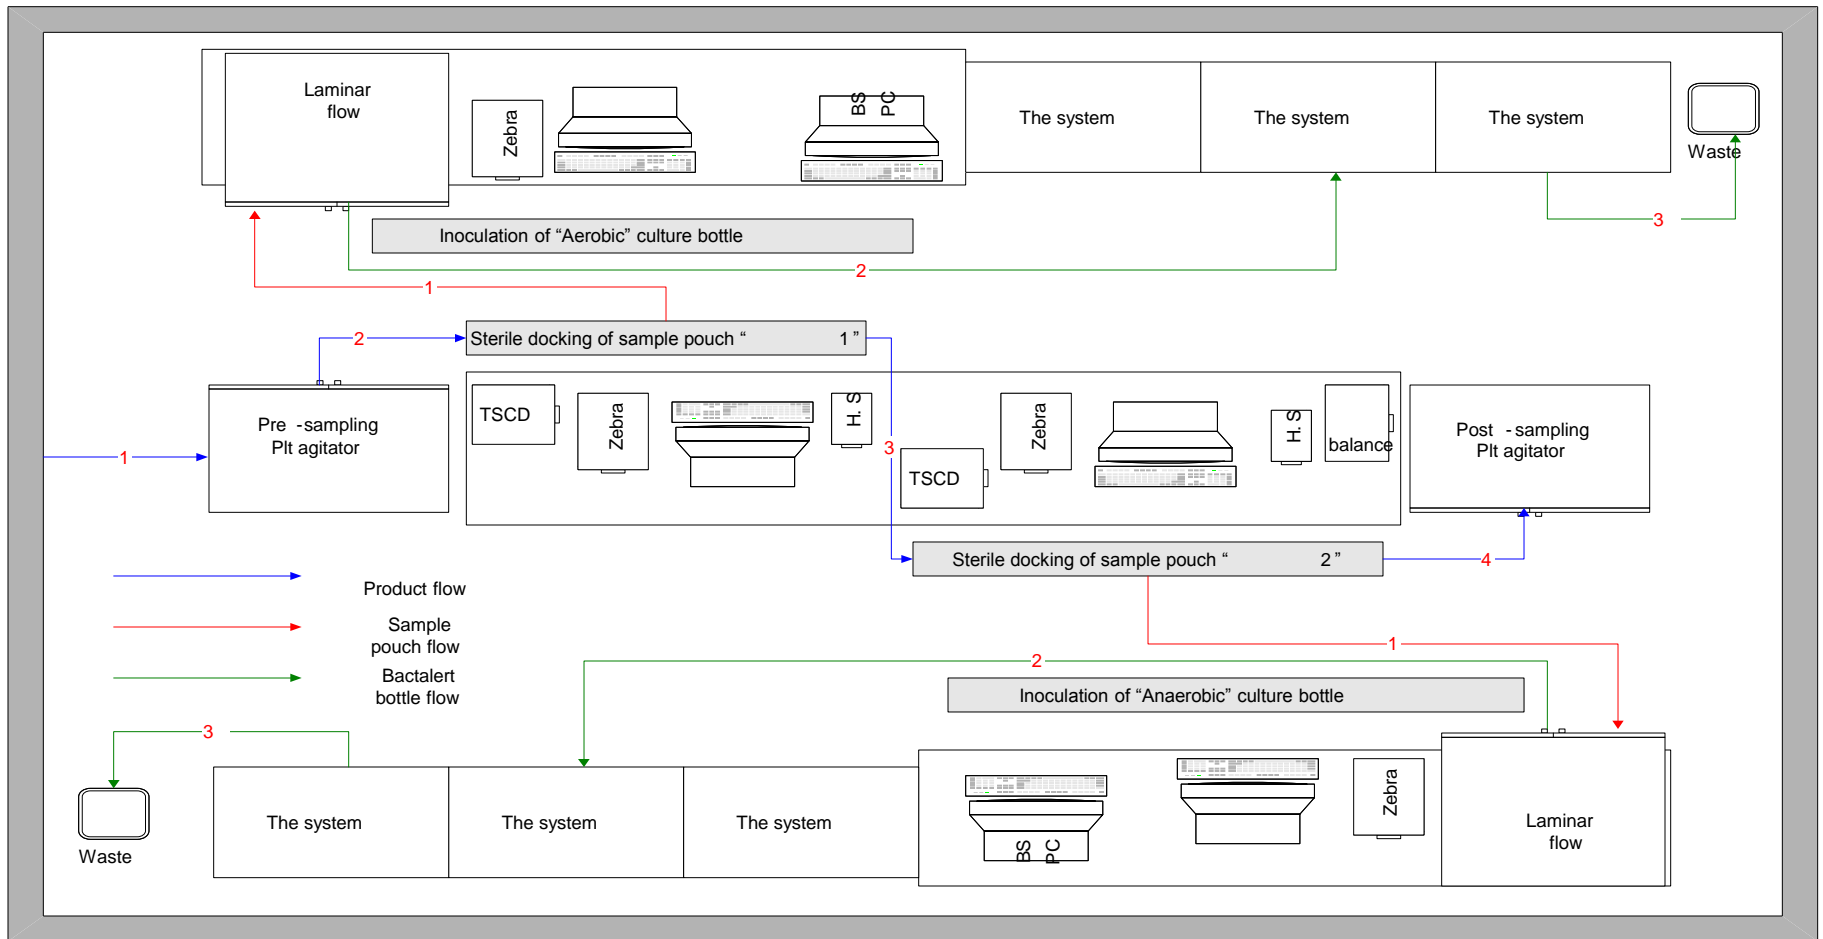 Laminar
flow
Zebra
BS
PC
The system
The system
The system
Waste
3
Inoculation of “Aerobic” culture bottle
2
1
2
Sterile docking of sample pouch “ 1 ”
Pre -sampling
Plt agitator
1
TSCD
Zebra
H. S
3
TSCD
Zebra
H. S
balance
Post - sampling
Plt agitator
Sterile docking of sample pouch “ 2 ”
4
Product flow
Sample
pouch flow
Bactalert
bottle flow
1
2
Inoculation of “Anaerobic” culture bottle
3
Waste
The system
The system
The system
BS
PC
Zebra
Laminar
flow